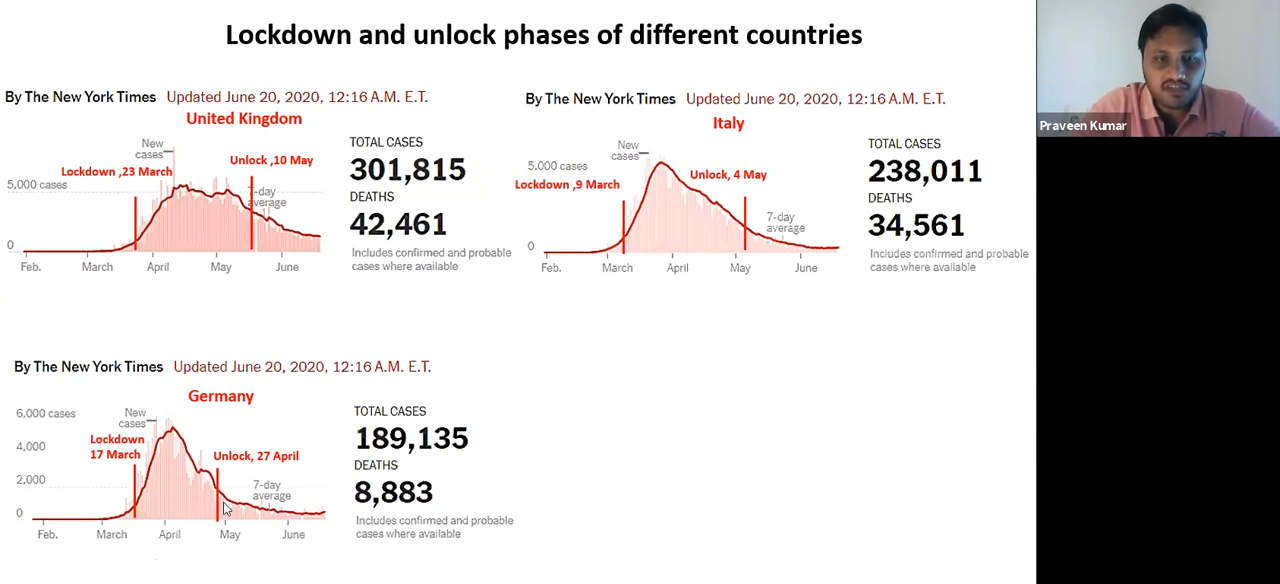 Lockdown and unlock phases of different countries
By The New York Times Updated June 20, 2020, 12:16 A.M. E.T.
United Kingdom
New
cases
Lockdown ,23 March
Unlock ,10 May
5,000 cases
7-day
average
0
Feb.
March
April
May
June
TOTAL CASES
301,815
DEATHS
42,461
Includes confirmed and probable
cases where available
By The New York Times Updated June 20, 2020, 12:16 A.M. E.T.
Italy
New
cases
5,000 cases
Lockdown ,9 March
Unlock, 4 May
7-day
average
0
Feb.
March
April
May
June
TOTAL CASES
238,011
DEATHS
34,561
Includes confirmed and probable
cases where available
Praveen Kumar
By The New York Times Updated June 20, 2020, 12:16 A.M. E.T.
Germany
6,000 cases
New
cases
Lockdown
17 March
4,000
Unlock, 27 April
2,000
7-day
average
0
Feb.
March
April
May
June
TOTAL CASES
189,135
DEATHS
8,883
Includes confirmed and probable
cases where available